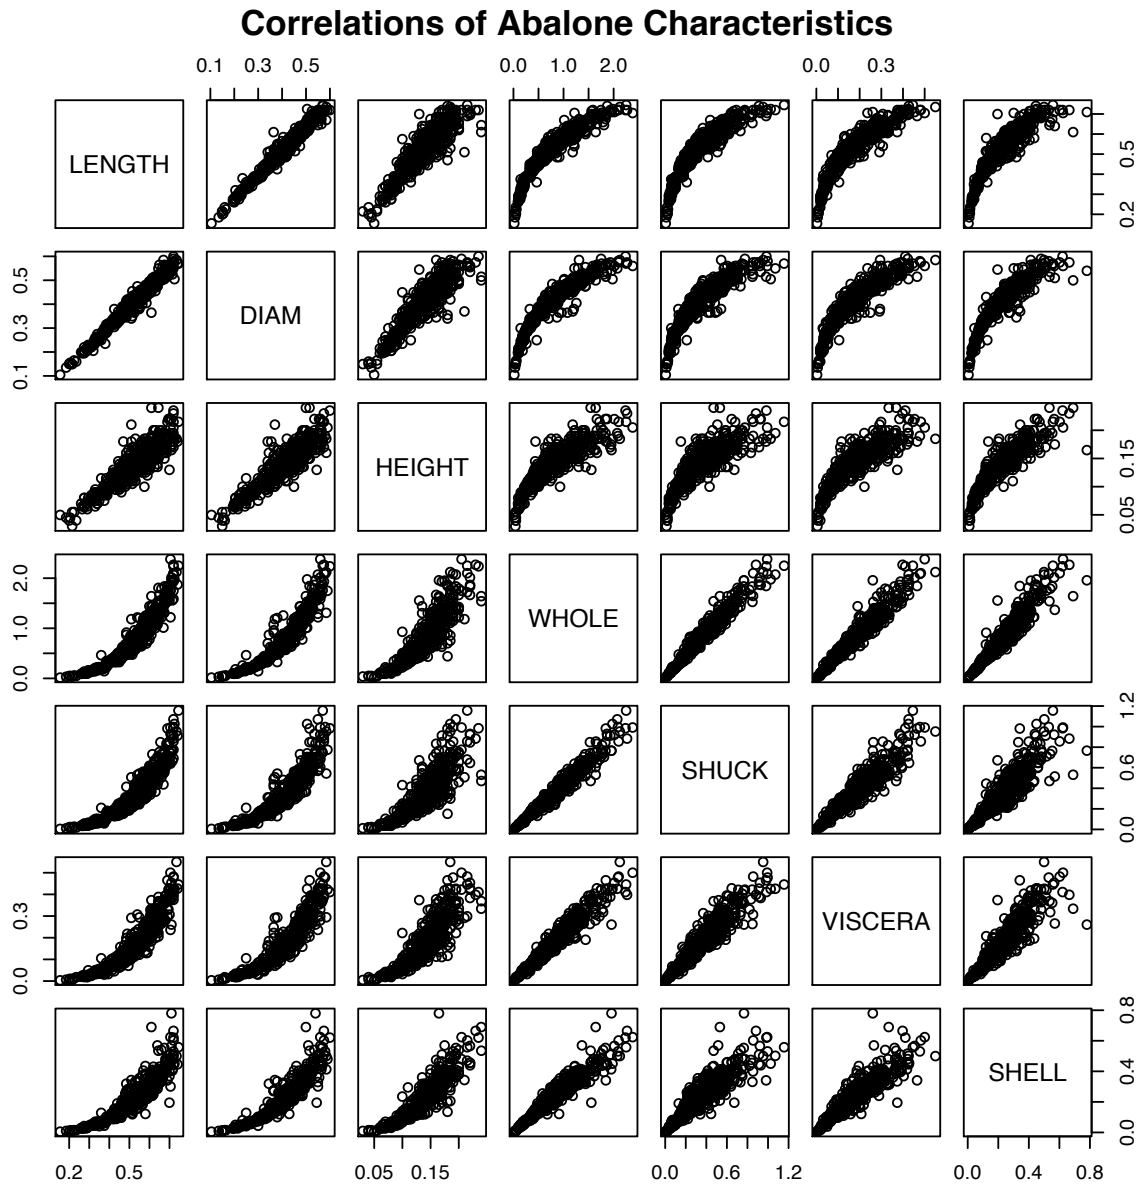 Correlations of Abalone Characteristics
0.1 0.3 0.5 0.0 1.0 2.0 0.0 0.3
LENGTH
0.2 0.5
0.1 0.3 0.5
DIAM
HEIGHT
0.05 0.15
0.0 1.0 2.0
WHOLE
SHUCK
0.0 0.6 1.2
0.0 0.3
VISCERA
SHELL
0.0 0.4 0.8
0.2 0.5 0.05 0.15 0.0 0.6 1.2 0.0 0.4 0.8